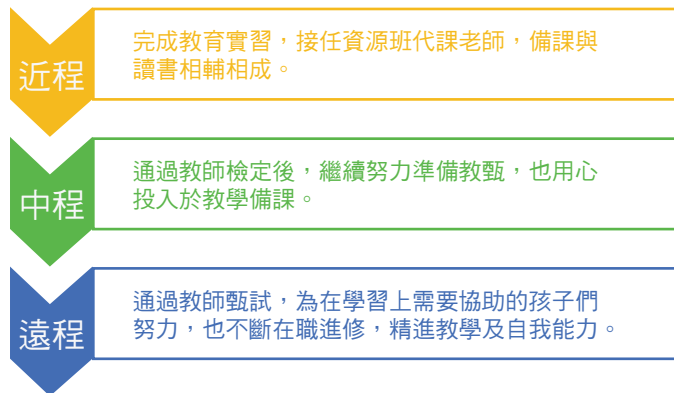 近程
完成教育實習，接任資源班代課老師，備課與
讀書相輔相成。
中程
通過教師檢定後，繼續努力準備教甄，也用心
投入於教學備課。
遠程
通過教師甄試，為在學習上需要協助的孩子們
努力，也不斷在職進修，精進教學及自我能力。